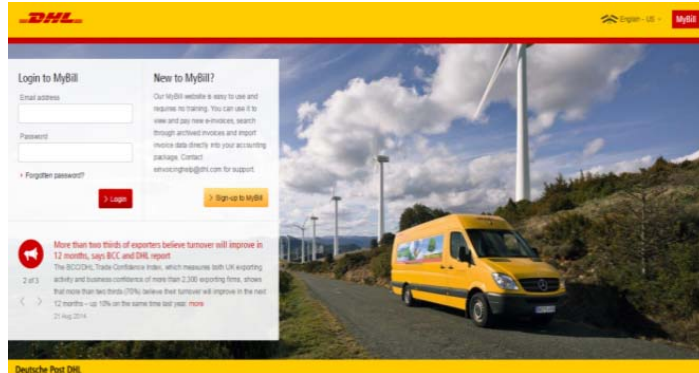 DHL
English - US
MyBill
Login to MyBill
Email address
Password
Forgotten password?
Login
New to MyBill?
Our MyBill website is easy to use and
requires no training. You can use it to
view and pay new e-invoices, search
through archived invoices and import
invoice data directly into your accounting
package. Contact
einvoicinghelp@dhl.com for support.
Sign-up to MyBill
More than two thirds of exporters believe turnover will improve in
12 months, says BCC and DHL report
2 of 3
The BCC/DHL Trade Confidence Index, which measures both UK exporting
activity and business confidence of more than 2,300 exporting firms, shows
that more than two thirds (70%) believe their turnover will improve in the next
12 months – up 10% on the same time last year. more
21 Aug 2014
Deutsche Post DHL